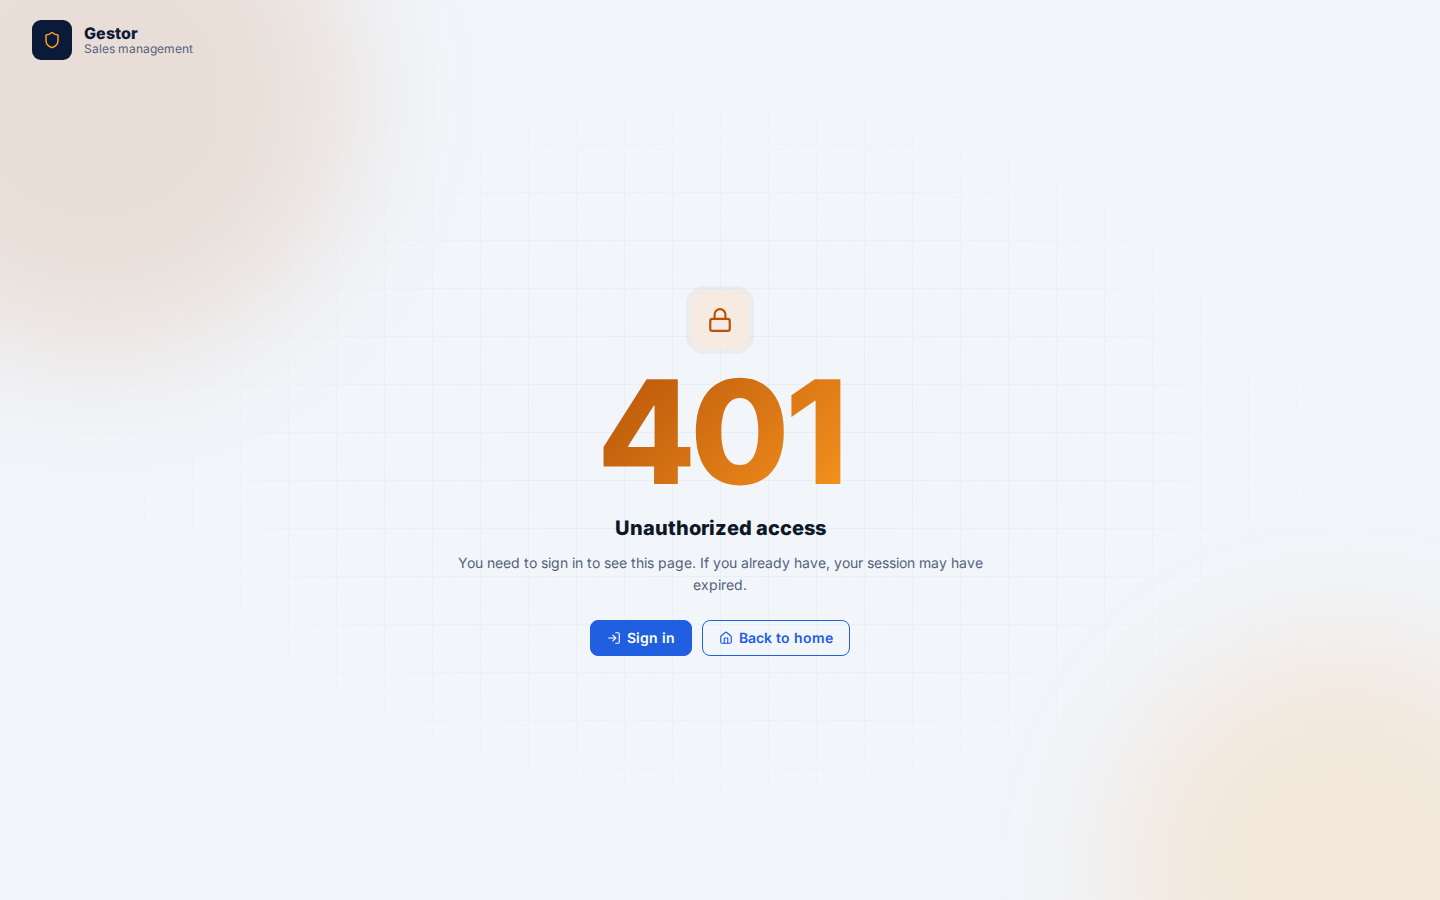 Gestor
Sales management
401
Unauthorized access
You need to sign in to see this page. If you already have, your session may have
expired.
Sign in
Back to home